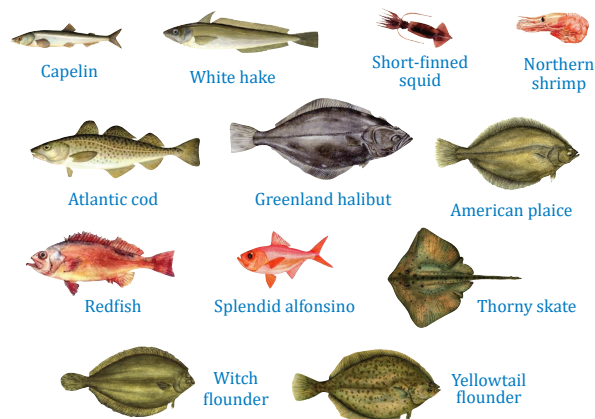 Capelin
White hake
Short-finned
squid
Northern
shrimp
Atlantic cod
Greenland halibut
American plaice
Redfish
Splendid alfonsino
Thorny skate
Witch
flounder
Yellowtail
flounder